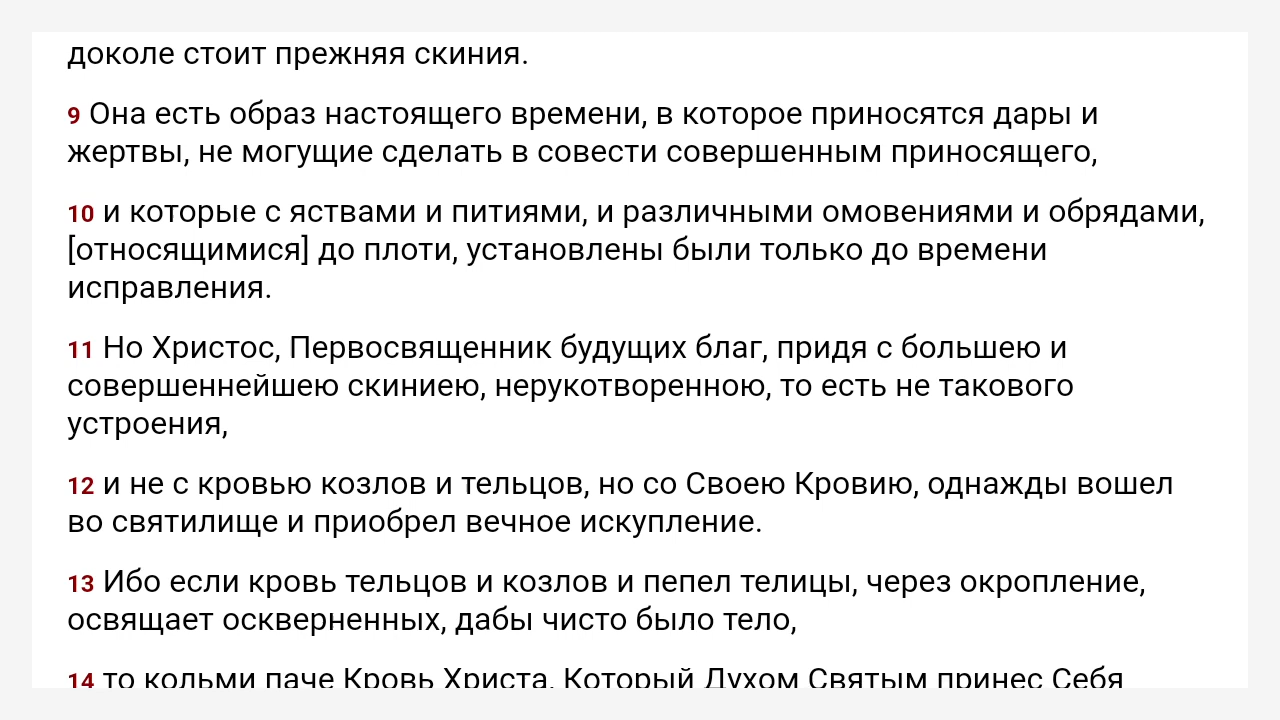 доколе стоит прежняя скиния.
9 Она есть образ настоящего времени, в которое приносятся дары и
жертвы, не могущие сделать в совести совершенным приносящего,
10 и которые с яствами и питиями, и различными омовениями и обрядами,
[относящимися] до плоти, установлены были только до времени
исправления.
11 Но Христос, Первосвященник будущих благ, придя с большею и
совершеннейшею скиниею, нерукотворенною, то есть не такового
устроения,
12 и не с кровью козлов и тельцов, но со Своею Кровию, однажды вошел
во святилище и приобрел вечное искупление.
13 Ибо если кровь тельцов и козлов и пепел телицы, через окропление,
освящает оскверненных, дабы чисто было тело,
14 то кольми паче Кровь Христа, Который Духом Святым принес Себя